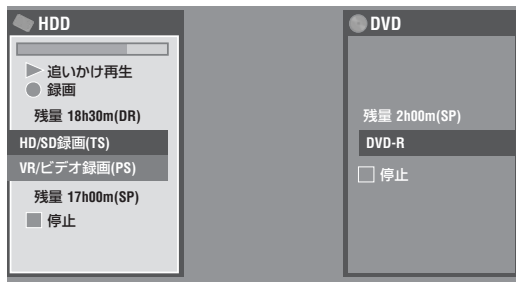 HDD
追いかけ再生
録画
残量 18h30m(DR)
HD/SD録画(TS)
VR/ビデオ録画(PS)
残量 17h00m(SP)
停止
DVD
残量 2h00m(SP)
DVD-R
停止